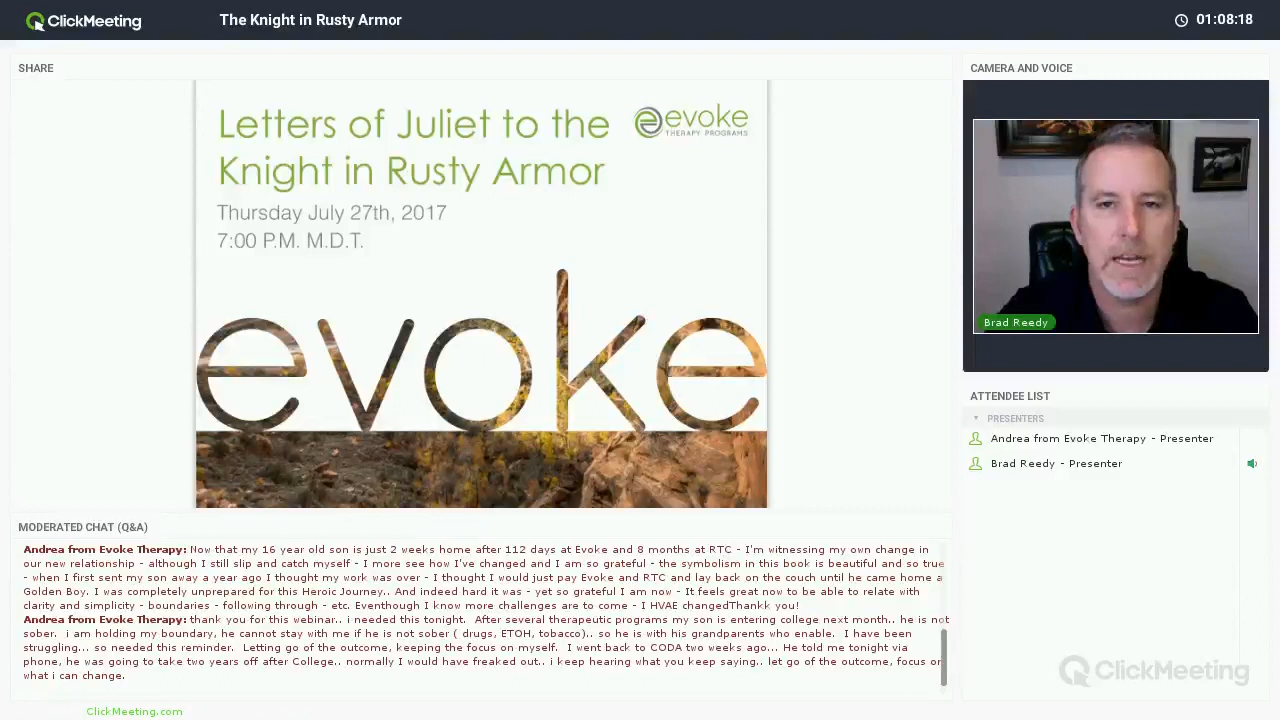 ClickMeeting
The Knight in Rusty Armor
01:08:18
SHARE
CAMERA AND VOICE
Letters of Juliet to the
Knight in Rusty Armor
evoke
THERAPY PROGRAMS
Thursday July 27th, 2017
7:00 P.M. M.D.T.
evoke
Brad Reedy
ATTENDEE LIST
PRESENTERS
Andrea from Evoke Therapy - Presenter
Brad Reedy - Presenter
MODERATED CHAT (Q&A)
Andrea from Evoke Therapy: Now that my 16 year old son is just 2 weeks home after 112 days at Evoke and 8 months at RTC - I'm witnessing my own change in
our new relationship - although I still slip and catch myself - I more see how I've changed and I am so grateful - the symbolism in this book is beautiful and so true
- when I first sent my son away a year ago I thought my work was over - I thought I would just pay Evoke and RTC and lay back on the couch until he came home a
Golden Boy. I was completely unprepared for this Heroic Journey.. And indeed hard it was - yet so grateful I am now - It feels great now to be able to relate with
clarity and simplicity - boundaries - following through - etc. Eventhough I know more challenges are to come - I HVAE changedThankk you!
Andrea from Evoke Therapy: thank you for this webinar.. i needed this tonight. After several therapeutic programs my son is entering college next month.. he is not
sober. i am holding my boundary, he cannot stay with me if he is not sober ( drugs, ETOH, tobacco).. so he is with his grandparents who enable. I have been
struggling... so needed this reminder. Letting go of the outcome, keeping the focus on myself. I went back to CODA two weeks ago... He told me tonight via
phone, he was going to take two years off after College.. normally I would have freaked out.. i keep hearing what you keep saying.. let go of the outcome, focus on
what i can change.
ClickMeeting
ClickMeeting.com